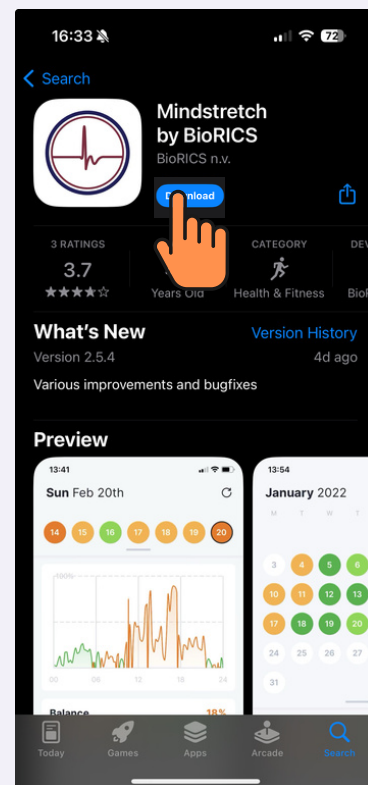 16:33
72
Search
Mindstretch
by BioRICS
BioRICS n.v.
3 RATINGS
CATEGORY
3.7
Years Old
Health & Fitness
What's New
Version History
Version 2.5.4
4d ago
Various improvements and bugfixes
Preview
13:41
Sun Feb 20th
14 15 16 17 18 19 20
100%
00 06 12 18 24
Balance
18%
13:54
January 2022
M T W T
3 4 5 6
10 11 12 13
17 18 19 20
24 25 26 27
31
Today
Games
Apps
Arcade
Search